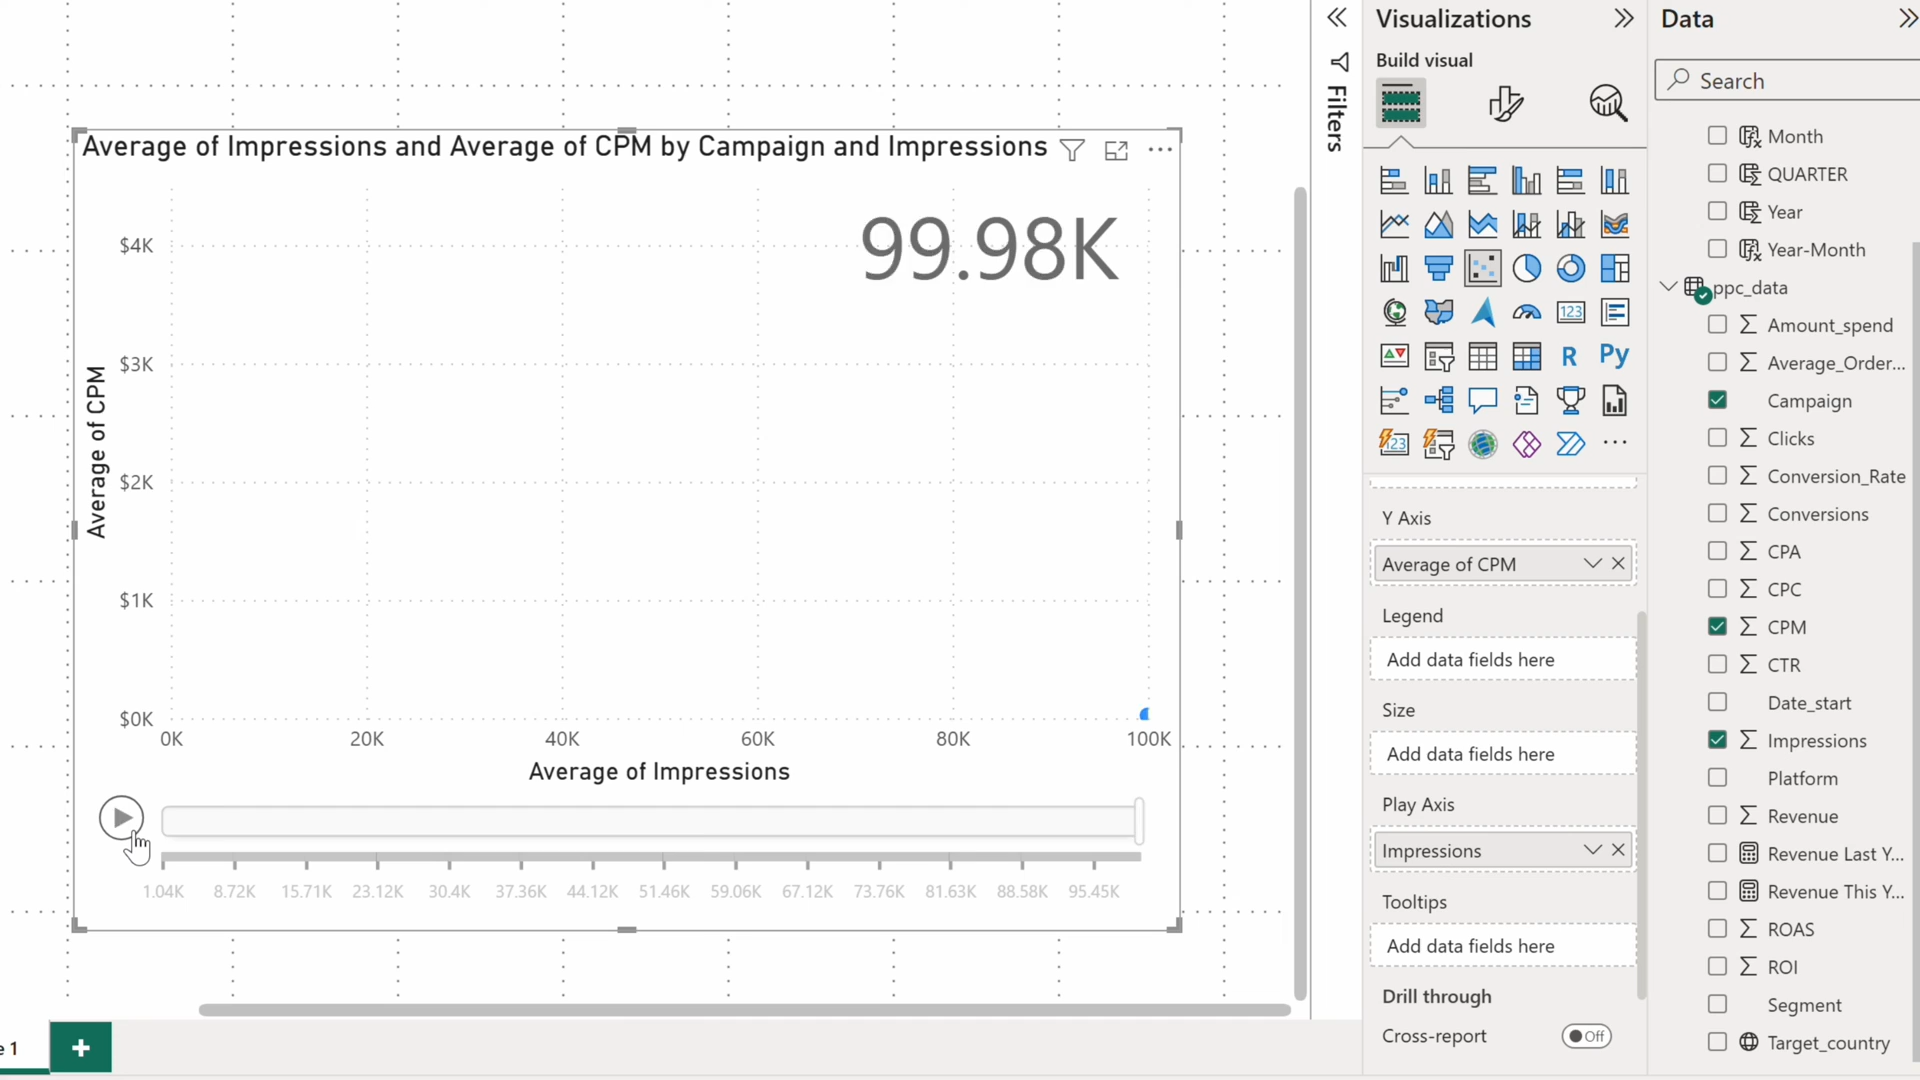 Average of Impressions and Average of CPM by Campaign and Impressions
99.98K
$4K
$3K
$2K
$1K
$0K
Average of CPM
0K 20K 40K 60K 80K 100K
Average of Impressions
1.04K 8.72K 15.71K 23.12K 30.4K 37.36K 44.12K 51.46K 59.06K 67.12K 73.76K 81.63K 88.58K 95.45K
e 1
+
Filters
Visualizations
Build visual
123
R Py
123
...
Y Axis
Average of CPM
Legend
Add data fields here
Size
Add data fields here
Play Axis
Impressions
Tooltips
Add data fields here
Drill through
Cross-report Off
Data
Search
Month
QUARTER
Year
Year-Month
ppc_data
Amount_spend
Average_Order...
Campaign
Clicks
Conversion_Rate
Conversions
CPA
CPC
CPM
CTR
Date_start
Impressions
Platform
Revenue
Revenue Last Y...
Revenue This Y...
ROAS
ROI
Segment
Target_country